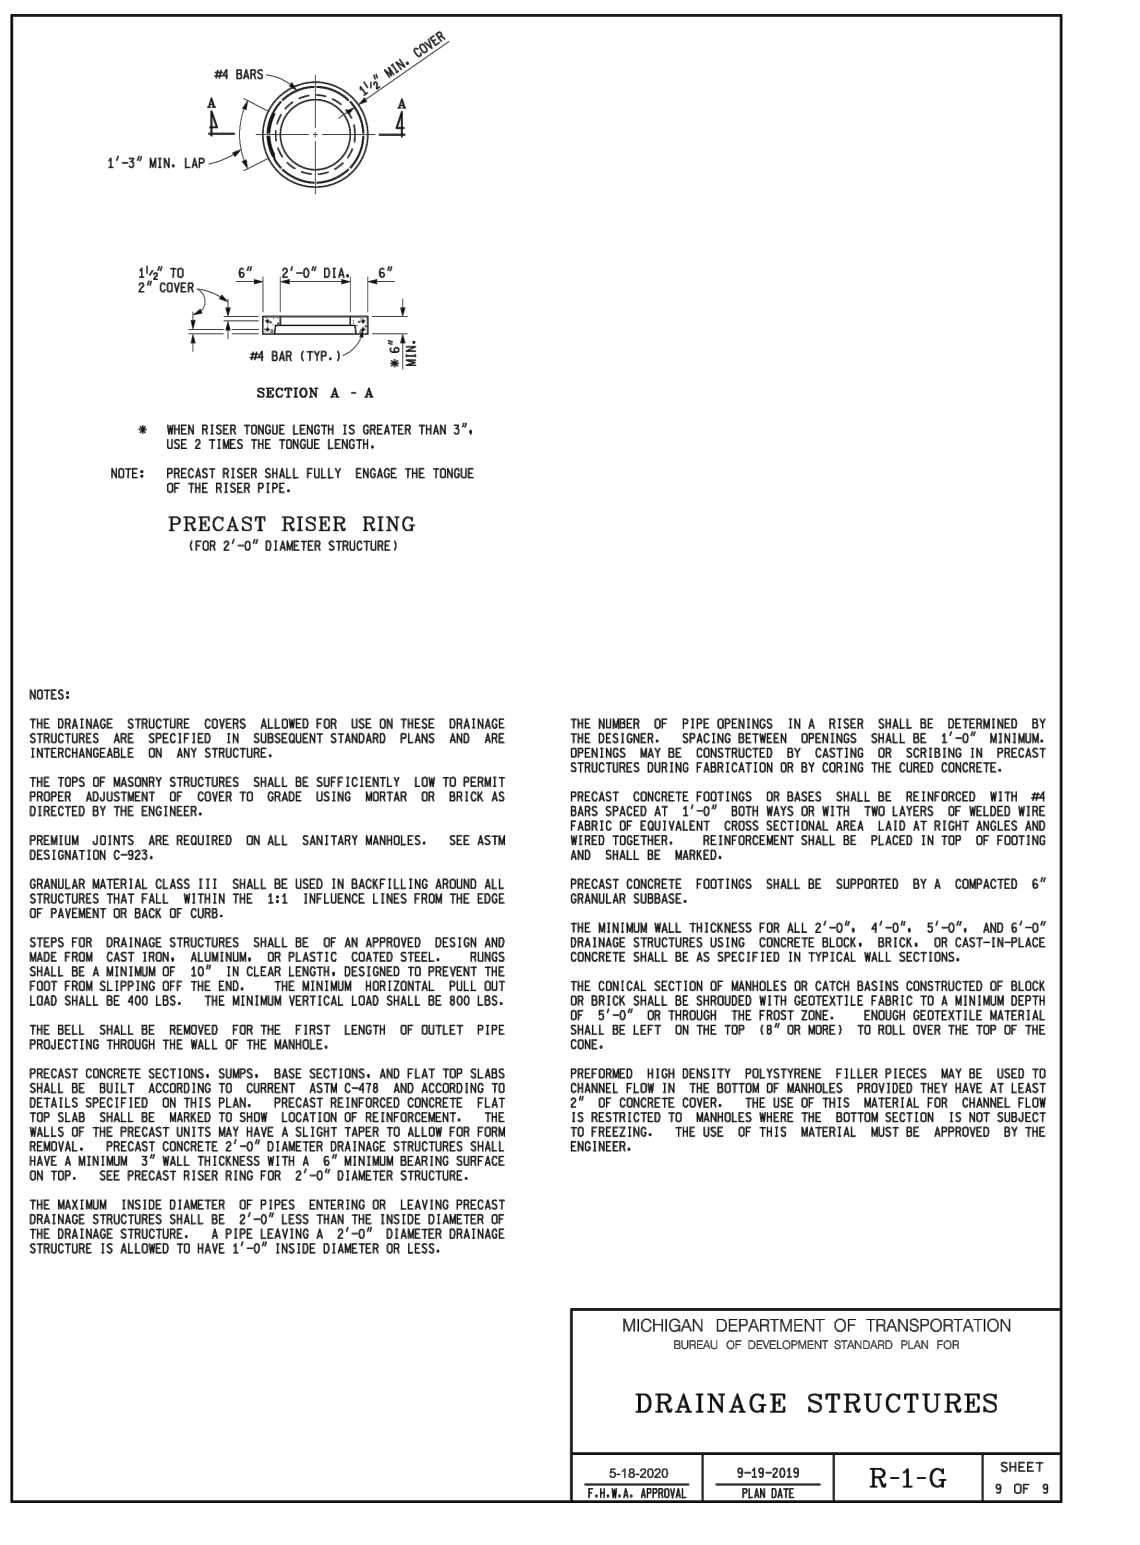 #4 BARS
1½" MIN. COVER
A
A
1'-3" MIN. LAP
1½" TO
2" COVER
6"
2'-0" DIA.
6"
#4 BAR (TYP.)
* 6"
MIN.
SECTION A - A
* WHEN RISER TONGUE LENGTH IS GREATER THAN 3",
USE 2 TIMES THE TONGUE LENGTH.
NOTE: PRECAST RISER SHALL FULLY ENGAGE THE TONGUE
OF THE RISER PIPE.
PRECAST RISER RING
(FOR 2'-0" DIAMETER STRUCTURE)
NOTES:
THE DRAINAGE STRUCTURE COVERS ALLOWED FOR USE ON THESE DRAINAGE
STRUCTURES ARE SPECIFIED IN SUBSEQUENT STANDARD PLANS AND ARE
INTERCHANGEABLE ON ANY STRUCTURE.
THE TOPS OF MASONRY STRUCTURES SHALL BE SUFFICIENTLY LOW TO PERMIT
PROPER ADJUSTMENT OF COVER TO GRADE USING MORTAR OR BRICK AS
DIRECTED BY THE ENGINEER.
PREMIUM JOINTS ARE REQUIRED ON ALL SANITARY MANHOLES. SEE ASTM
DESIGNATION C-923.
GRANULAR MATERIAL CLASS III SHALL BE USED IN BACKFILLING AROUND ALL
STRUCTURES THAT FALL WITHIN THE 1:1 INFLUENCE LINES FROM THE EDGE
OF PAVEMENT OR BACK OF CURB.
STEPS FOR DRAINAGE STRUCTURES SHALL BE OF AN APPROVED DESIGN AND
MADE FROM CAST IRON, ALUMINUM, OR PLASTIC COATED STEEL. RUNGS
SHALL BE A MINIMUM OF 10" IN CLEAR LENGTH, DESIGNED TO PREVENT THE
FOOT FROM SLIPPING OFF THE END. THE MINIMUM HORIZONTAL PULL OUT
LOAD SHALL BE 400 LBS. THE MINIMUM VERTICAL LOAD SHALL BE 800 LBS.
THE BELL SHALL BE REMOVED FOR THE FIRST LENGTH OF OUTLET PIPE
PROJECTING THROUGH THE WALL OF THE MANHOLE.
PRECAST CONCRETE SECTIONS, SUMPS, BASE SECTIONS, AND FLAT TOP SLABS
SHALL BE BUILT ACCORDING TO CURRENT ASTM C-478 AND ACCORDING TO
DETAILS SPECIFIED ON THIS PLAN. PRECAST REINFORCED CONCRETE FLAT
TOP SLAB SHALL BE MARKED TO SHOW LOCATION OF REINFORCEMENT. THE
WALLS OF THE PRECAST UNITS MAY HAVE A SLIGHT TAPER TO ALLOW FOR FORM
REMOVAL. PRECAST CONCRETE 2'-0" DIAMETER DRAINAGE STRUCTURES SHALL
HAVE A MINIMUM 3" WALL THICKNESS WITH A 6" MINIMUM BEARING SURFACE
ON TOP. SEE PRECAST RISER RING FOR 2'-0" DIAMETER STRUCTURE.
THE MAXIMUM INSIDE DIAMETER OF PIPES ENTERING OR LEAVING PRECAST
DRAINAGE STRUCTURES SHALL BE 2'-0" LESS THAN THE INSIDE DIAMETER OF
THE DRAINAGE STRUCTURE. A PIPE LEAVING A 2'-0" DIAMETER DRAINAGE
STRUCTURE IS ALLOWED TO HAVE 1'-0" INSIDE DIAMETER OR LESS.
THE NUMBER OF PIPE OPENINGS IN A RISER SHALL BE DETERMINED BY
THE DESIGNER. SPACING BETWEEN OPENINGS SHALL BE 1'-0" MINIMUM.
OPENINGS MAY BE CONSTRUCTED BY CASTING OR SCRIBING IN PRECAST
STRUCTURES DURING FABRICATION OR BY CORING THE CURED CONCRETE.
PRECAST CONCRETE FOOTINGS OR BASES SHALL BE REINFORCED WITH #4
BARS SPACED AT 1'-0" BOTH WAYS OR WITH TWO LAYERS OF WELDED WIRE
FABRIC OF EQUIVALENT CROSS SECTIONAL AREA LAID AT RIGHT ANGLES AND
WIRED TOGETHER. REINFORCEMENT SHALL BE PLACED IN TOP OF FOOTING
AND SHALL BE MARKED.
PRECAST CONCRETE FOOTINGS SHALL BE SUPPORTED BY A COMPACTED 6"
GRANULAR SUBBASE.
THE MINIMUM WALL THICKNESS FOR ALL 2'-0", 4'-0", 5'-0", AND 6'-0"
DRAINAGE STRUCTURES USING CONCRETE BLOCK, BRICK, OR CAST-IN-PLACE
CONCRETE SHALL BE AS SPECIFIED IN TYPICAL WALL SECTIONS.
THE CONICAL SECTION OF MANHOLES OR CATCH BASINS CONSTRUCTED OF BLOCK
OR BRICK SHALL BE SHROUDED WITH GEOTEXTILE FABRIC TO A MINIMUM DEPTH
OF 5'-0" OR THROUGH THE FROST ZONE. ENOUGH GEOTEXTILE MATERIAL
SHALL BE LEFT ON THE TOP (8" OR MORE) TO ROLL OVER THE TOP OF THE
CONE.
PREFORMED HIGH DENSITY POLYSTYRENE FILLER PIECES MAY BE USED TO
CHANNEL FLOW IN THE BOTTOM OF MANHOLES PROVIDED THEY HAVE AT LEAST
2" OF CONCRETE COVER. THE USE OF THIS MATERIAL FOR CHANNEL FLOW
IS RESTRICTED TO MANHOLES WHERE THE BOTTOM SECTION IS NOT SUBJECT
TO FREEZING. THE USE OF THIS MATERIAL MUST BE APPROVED BY THE
ENGINEER.
MICHIGAN DEPARTMENT OF TRANSPORTATION
BUREAU OF DEVELOPMENT STANDARD PLAN FOR
DRAINAGE STRUCTURES
5-18-2020
F.H.W.A. APPROVAL
9-19-2019
PLAN DATE
R-1-G
SHEET
9 OF 9